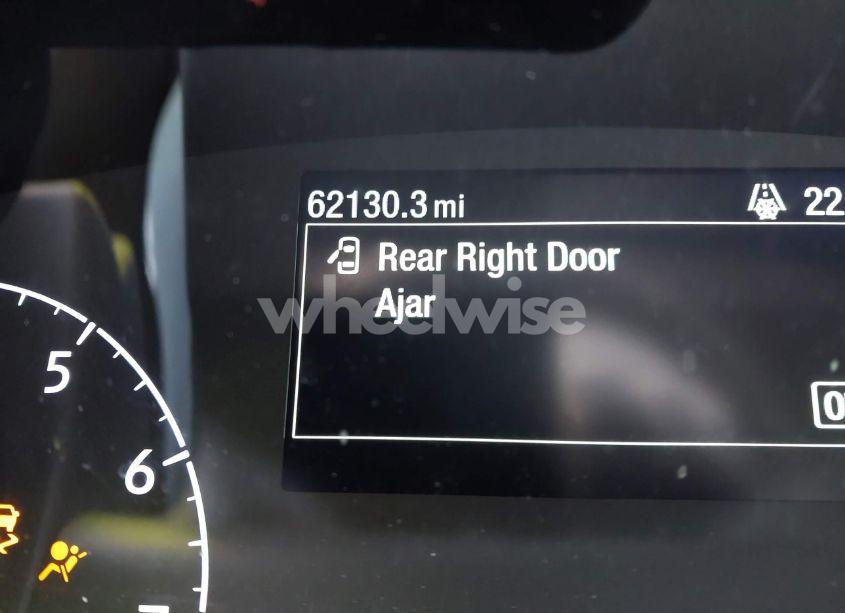 62130.3 mi
22
Rear Right Door
Ajar
wheelwise
5
6